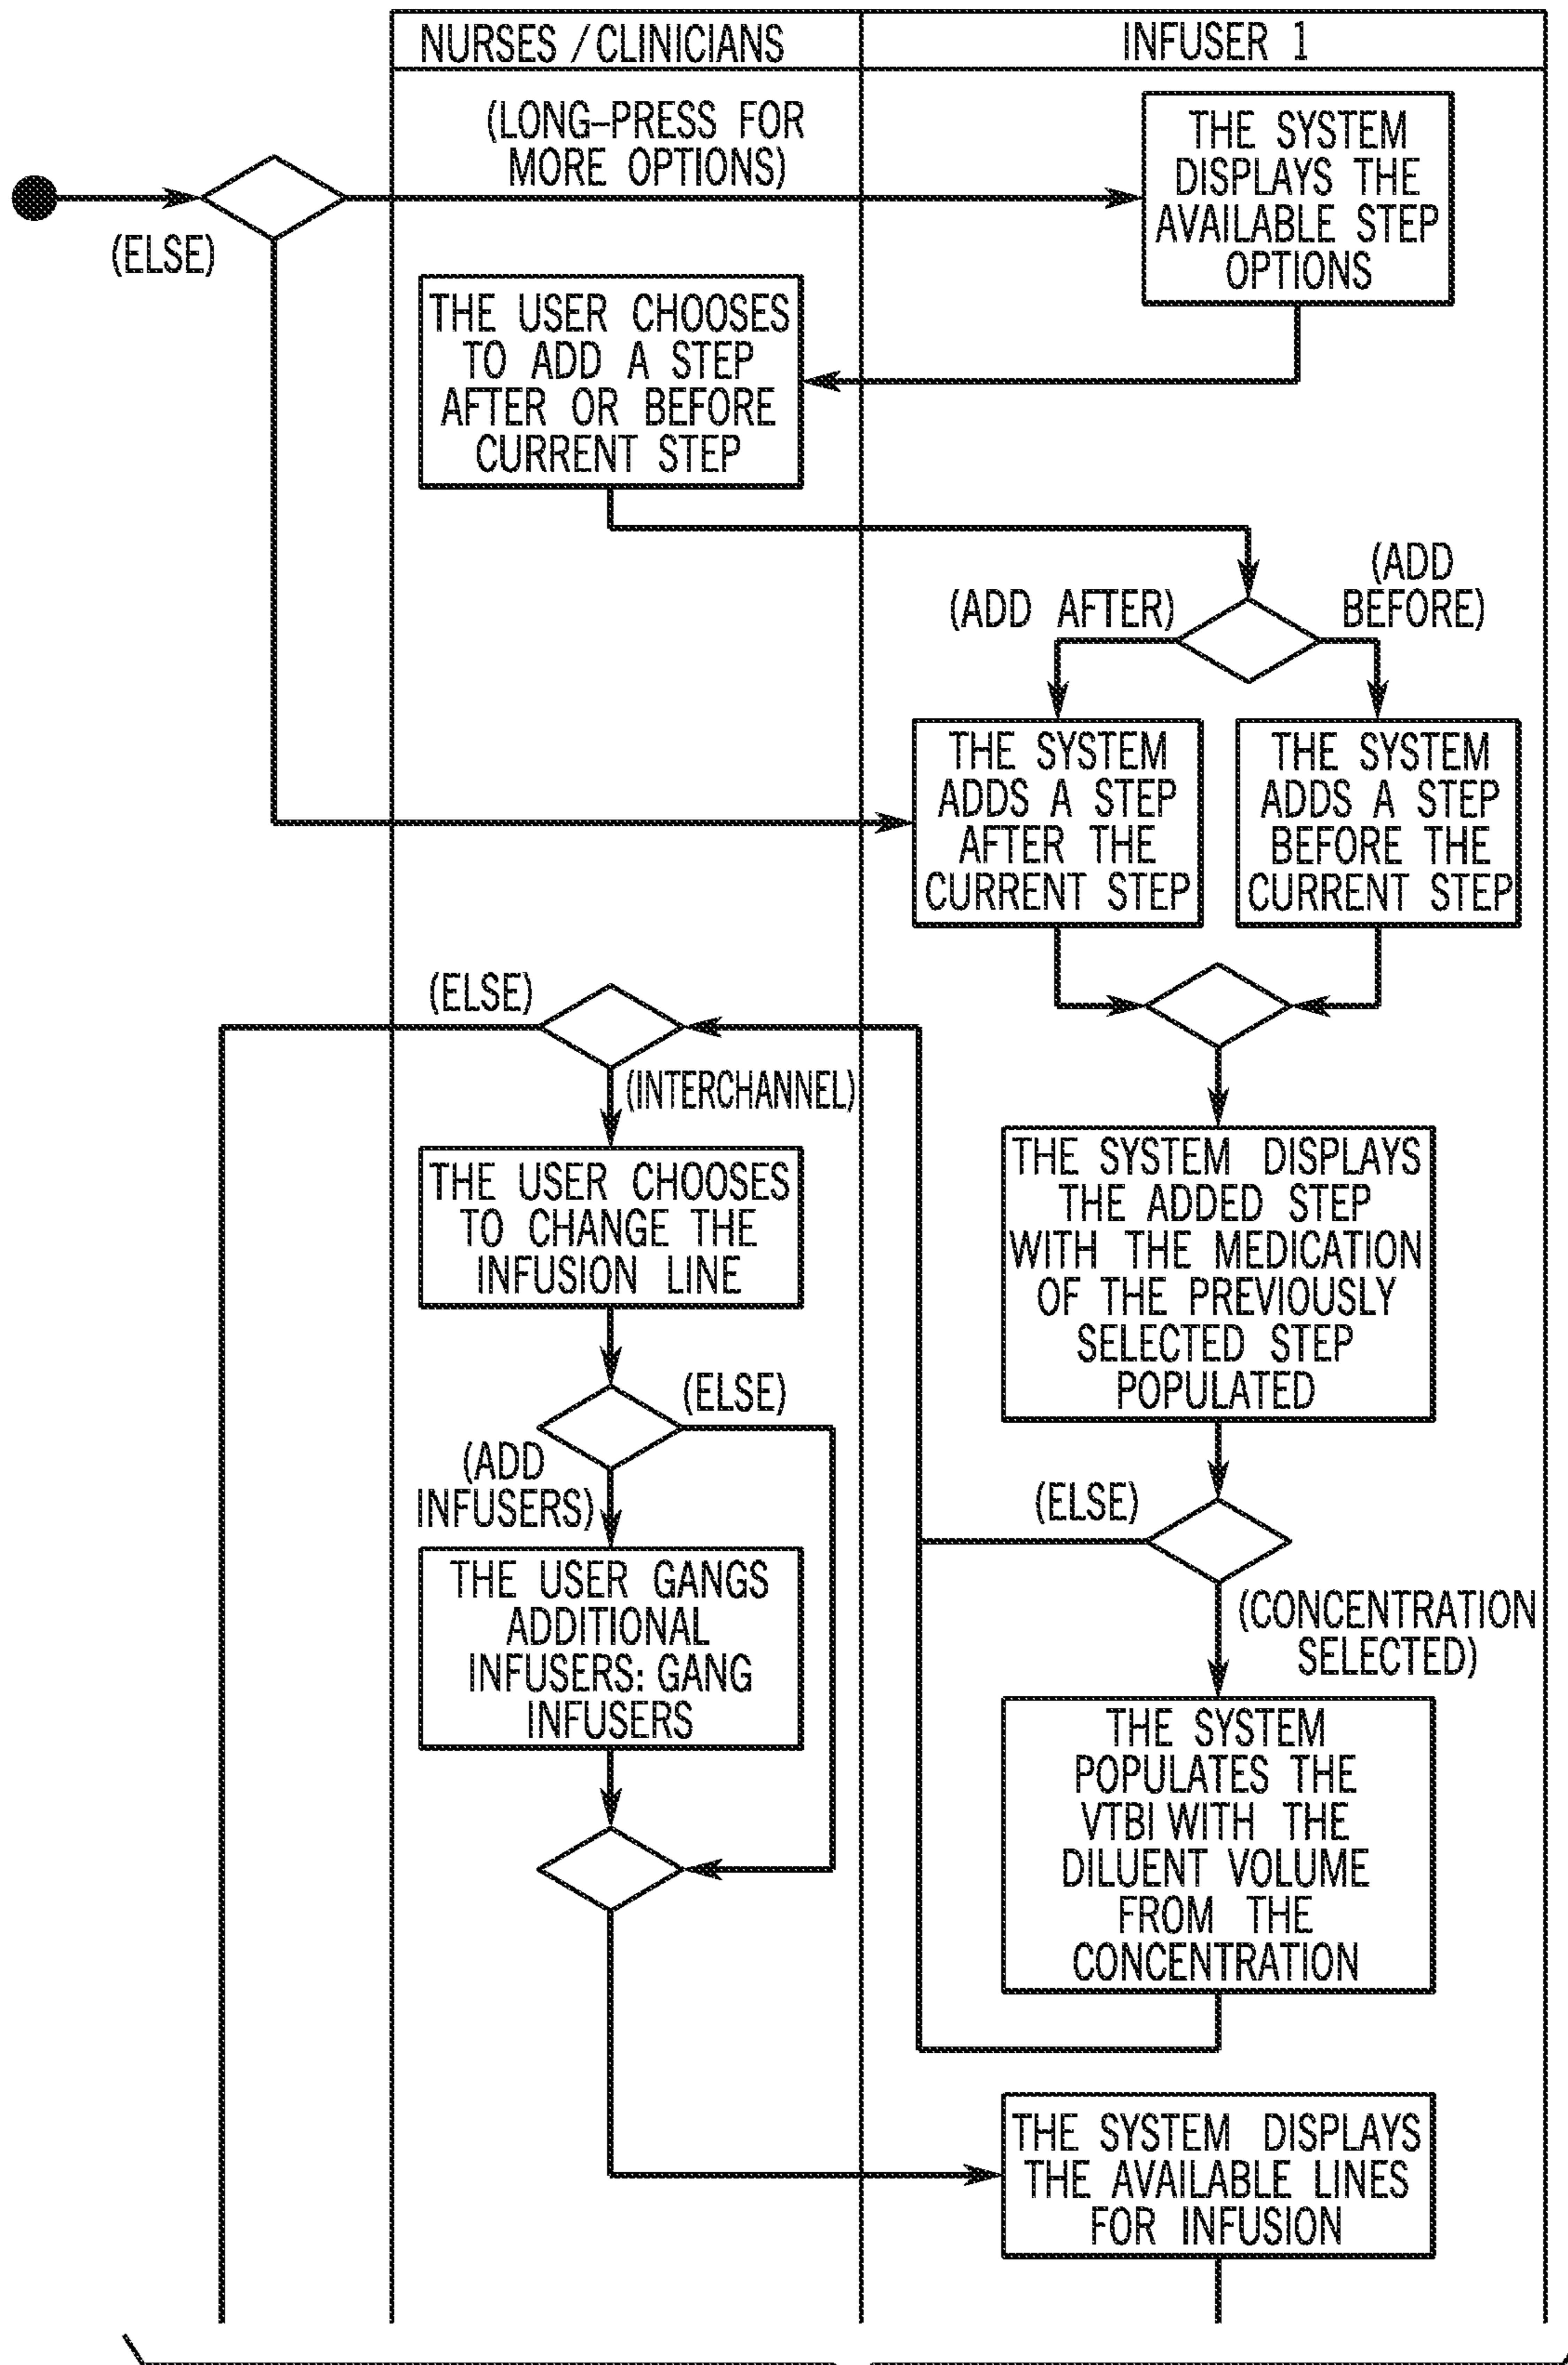 NURSES / CLINICIANS
INFUSER 1
(LONG-PRESS FOR
MORE OPTIONS)
THE SYSTEM
DISPLAYS THE
AVAILABLE STEP
OPTIONS
(ELSE)
THE USER CHOOSES
TO ADD A STEP
AFTER OR BEFORE
CURRENT STEP
(ADD AFTER)
(ADD
BEFORE)
THE SYSTEM
ADDS A STEP
AFTER THE
CURRENT STEP
THE SYSTEM
ADDS A STEP
BEFORE THE
CURRENT STEP
(ELSE)
(INTERCHANNEL)
THE USER CHOOSES
TO CHANGE THE
INFUSION LINE
THE SYSTEM DISPLAYS
THE ADDED STEP
WITH THE MEDICATION
OF THE PREVIOUSLY
SELECTED STEP
POPULATED
(ELSE)
(ADD
INFUSERS)
(ELSE)
THE USER GANGS
ADDITIONAL
INFUSERS: GANG
INFUSERS
(CONCENTRATION
SELECTED)
THE SYSTEM
POPULATES THE
VTBI WITH THE
DILUENT VOLUME
FROM THE
CONCENTRATION
THE SYSTEM DISPLAYS
THE AVAILABLE LINES
FOR INFUSION